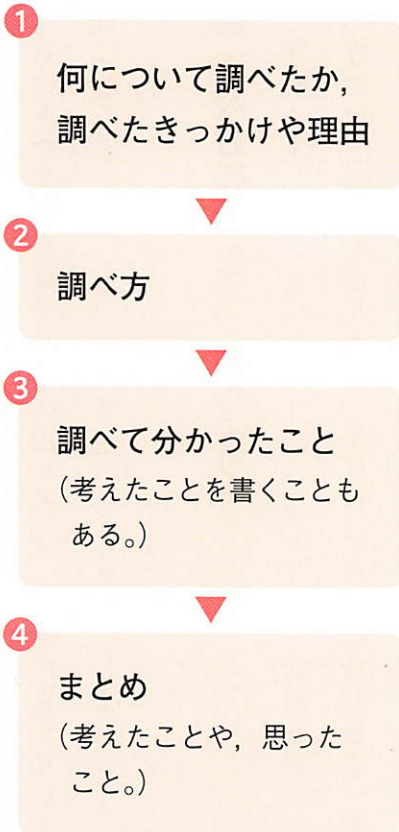 1
何について調べたか,
調べたきっかけや理由
2
調べ方
3
調べて分かったこと
(考えたことを書くことも
ある。)
4
まとめ
(考えたことや, 思った
こと。)